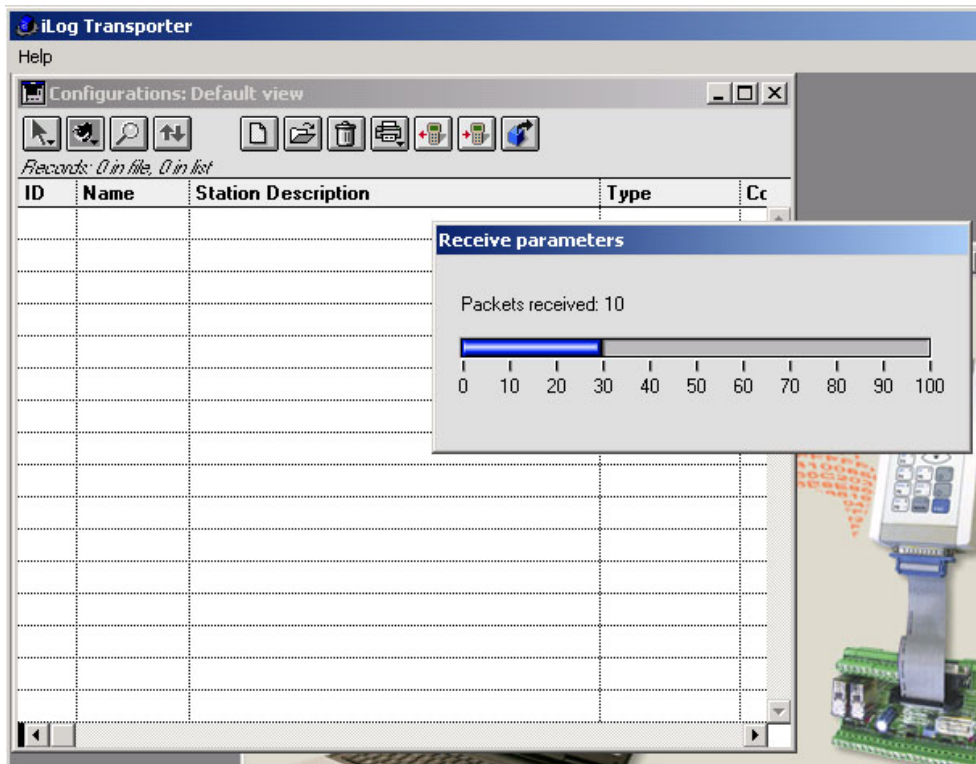 iLog Transporter
Help
Configurations: Default view
Records: 0 in file, 0 in list
ID Name Station Description Type Co
Receive parameters
Packets received: 10
0 10 20 30 40 50 60 70 80 90 100